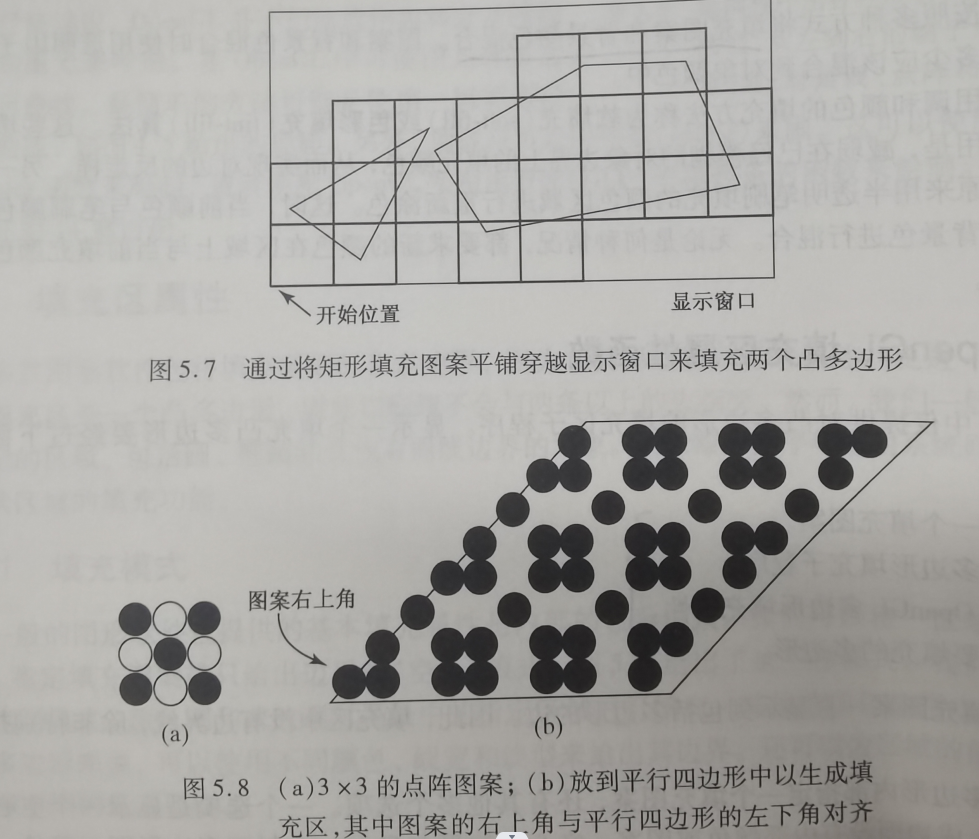 开始位置
显示窗口
图 5.7 通过将矩形填充图案平铺穿越显示窗口来填充两个凸多边形
图案右上角
(a)
(b)
图 5.8 (a)3×3 的点阵图案；(b)放到平行四边形中以生成填
充区，其中图案的右上角与平行四边形的左下角对齐